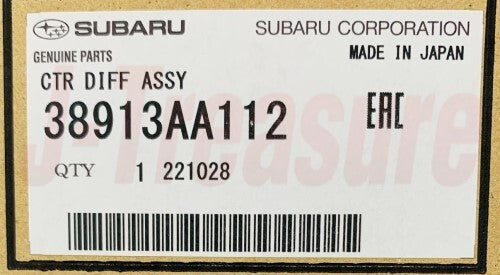 SUBARU
SUBARU CORPORATION
GENUINE PARTS
MADE IN JAPAN
CTR DIFF ASSY
38913AA112
EAC
QTY 1 221028
J-Treasure